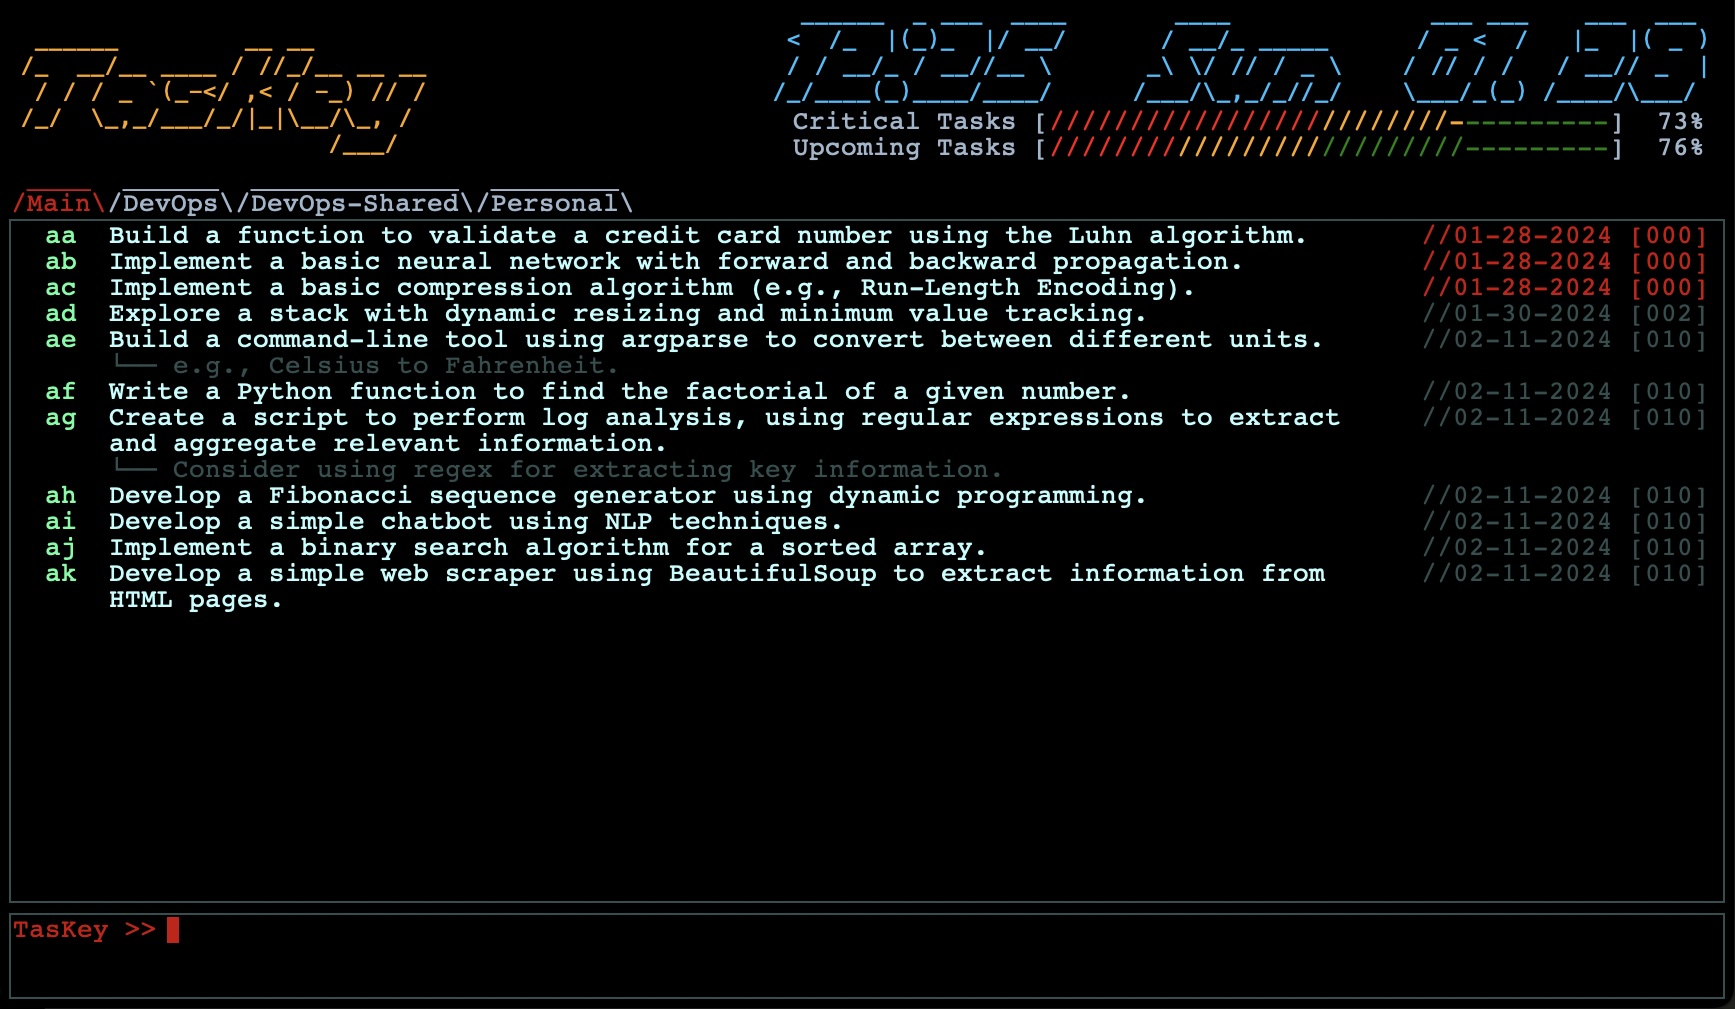 TasKey
12:25 Sun 01.28
Critical Tasks [/////////////////////////----------] 73%
Upcoming Tasks [//////////////////////////---------] 76%
/Main\/DevOps\/DevOps-Shared\/Personal\
aa Build a function to validate a credit card number using the Luhn algorithm. //01-28-2024 [000]
ab Implement a basic neural network with forward and backward propagation. //01-28-2024 [000]
ac Implement a basic compression algorithm (e.g., Run-Length Encoding). //01-28-2024 [000]
ad Explore a stack with dynamic resizing and minimum value tracking. //01-30-2024 [002]
ae Build a command-line tool using argparse to convert between different units. //02-11-2024 [010]
└── e.g., Celsius to Fahrenheit.
af Write a Python function to find the factorial of a given number. //02-11-2024 [010]
ag Create a script to perform log analysis, using regular expressions to extract //02-11-2024 [010]
and aggregate relevant information.
└── Consider using regex for extracting key information.
ah Develop a Fibonacci sequence generator using dynamic programming. //02-11-2024 [010]
ai Develop a simple chatbot using NLP techniques. //02-11-2024 [010]
aj Implement a binary search algorithm for a sorted array. //02-11-2024 [010]
ak Develop a simple web scraper using BeautifulSoup to extract information from //02-11-2024 [010]
HTML pages.
TasKey >>